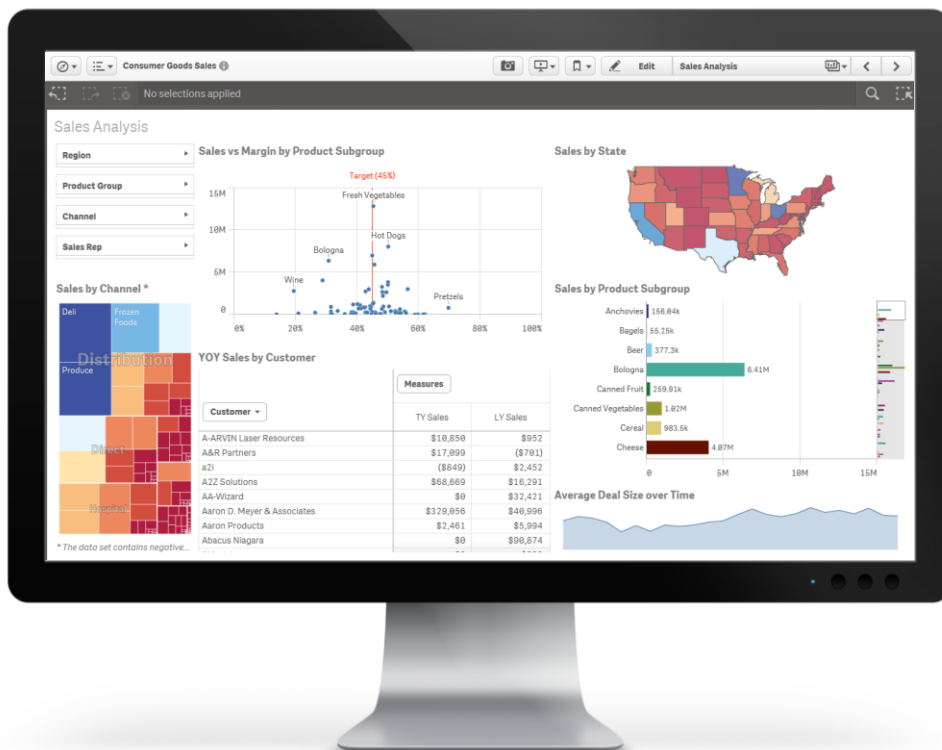 Consumer Goods Sales
Edit
Sales Analysis
No selections applied
Sales Analysis
Region
Product Group
Channel
Sales Rep
Sales by Channel *
Deli
Frozen
Foods
Distribution
Produce
Direct
Hospital
* The data set contains negative...
Sales vs Margin by Product Subgroup
Target (45%)
Fresh Vegetables
Hot Dogs
Bologna
Wine
Pretzels
15M
10M
5M
0
0% 20% 40% 60% 80% 100%
YOY Sales by Customer
Measures
Customer
TY Sales LY Sales
A-ARVIN Laser Resources $10,850 $952
A&R Partners $17,099 ($701)
a2i ($849) $2,452
A2Z Solutions $68,669 $16,291
AA-Wizard $0 $32,421
Aaron D. Meyer & Associates $329,056 $40,996
Aaron Products $2,461 $5,994
Abacus Niagara $0 $90,874
Sales by State
Sales by Product Subgroup
Anchovies 156.84k
Bagels 55.25k
Beer 377.3k
Bologna 6.41M
Canned Fruit 259.91k
Canned Vegetables 1.02M
Cereal 983.5k
Cheese 4.07M
0 5M 10M 15M
Average Deal Size over Time